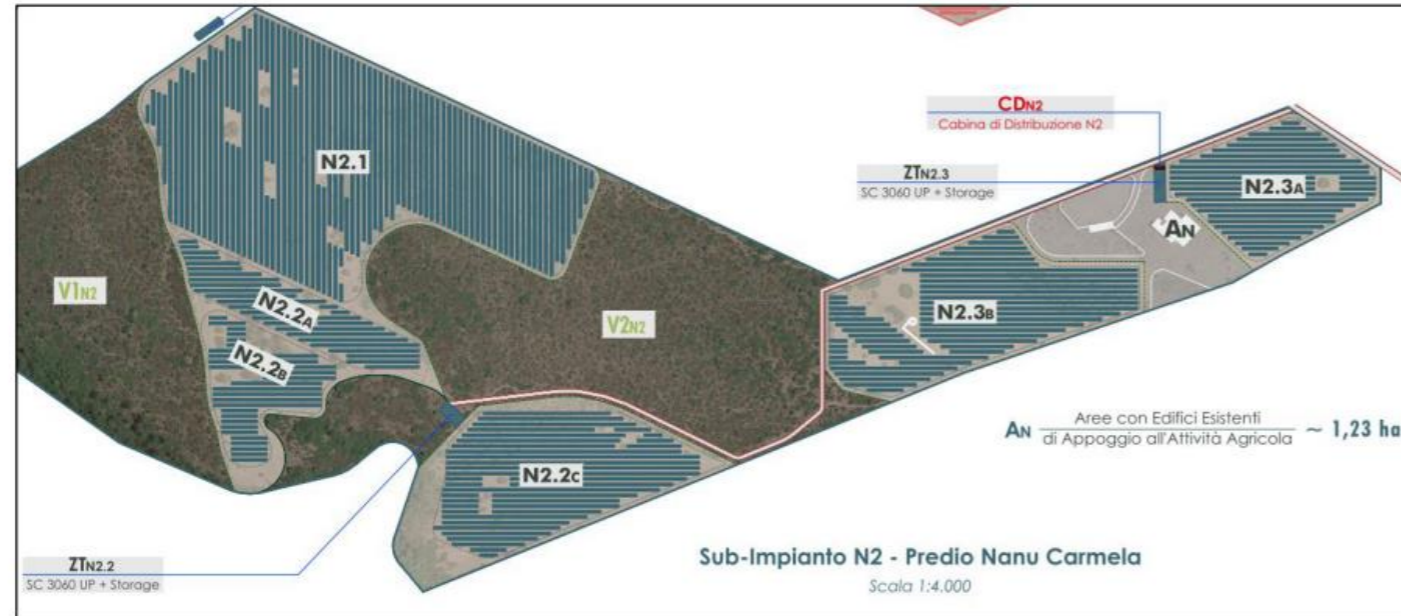 CDN2
Cabina di Distribuzione N2
ZTN2.3
SC 3060 UP + Storage
N2.1
N2.3A
AN
V1N2
N2.2A
V2N2
N2.3B
N2.2B
AN Aree con Edifici Esistenti
di Appoggio all'Attività Agricola ~ 1,23 ha
N2.2C
Sub-Impianto N2 - Predio Nanu Carmela
Scala 1:4.000
ZTN2.2
SC 3060 UP + Storage